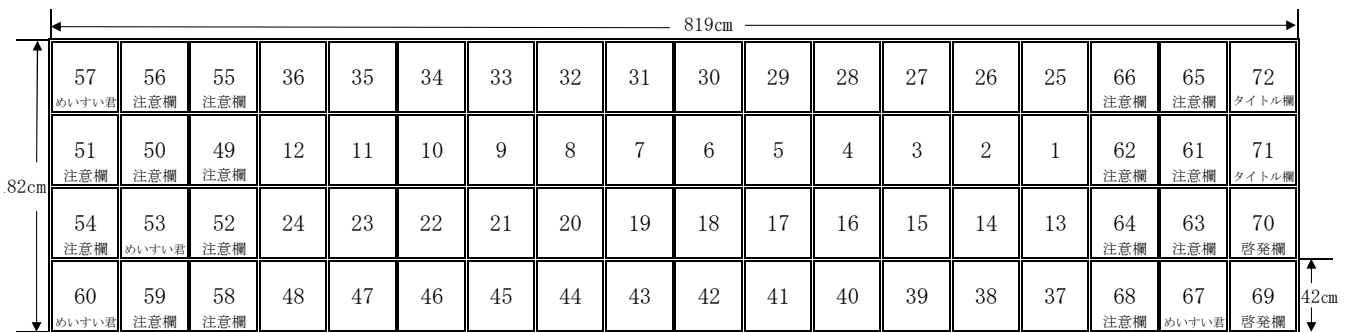 819cm
57 56 55 36 35 34 33 32 31 30 29 28 27 26 25 66 65 72
めいすい君 注意欄 注意欄 注意欄 注意欄 タイトル欄
51 50 49 12 11 10 9 8 7 6 5 4 3 2 1 62 61 71
注意欄 注意欄 注意欄 注意欄 注意欄 タイトル欄
82cm
54 53 52 24 23 22 21 20 19 18 17 16 15 14 13 64 63 70
注意欄 めいすい君 注意欄 注意欄 注意欄 啓発欄
60 59 58 48 47 46 45 44 43 42 41 40 39 38 37 68 67 69 42cm
めいすい君 注意欄 注意欄 注意欄 めいすい君 啓発欄